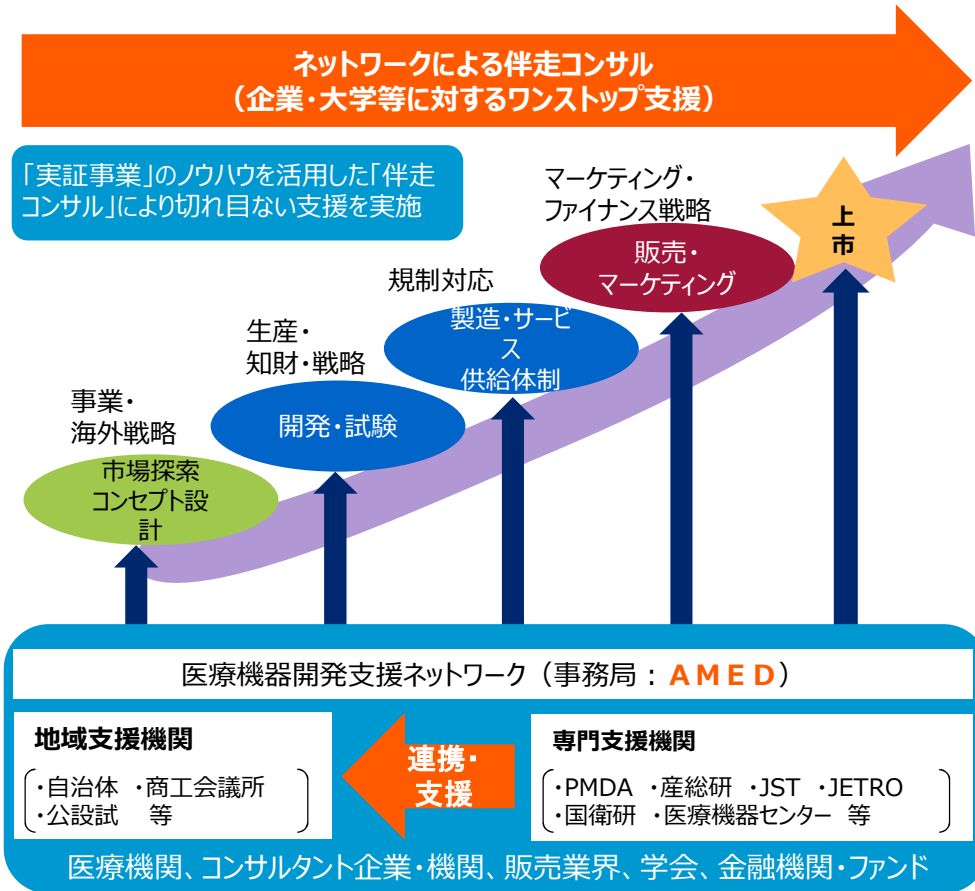 ネットワークによる伴走コンサル
（企業・大学等に対するワンストップ支援）
「実証事業」のノウハウを活用した「伴走
コンサル」により切れ目ない支援を実施
マーケティング・
ファイナンス戦略
上
市
販売・
マーケティング
規制対応
製造・サービ
ス
供給体制
生産・
知財・戦略
開発・試験
事業・
海外戦略
市場探索
コンセプト設
計
医療機器開発支援ネットワーク（事務局：ＡＭＥＤ）
地域支援機関
・自治体 ・商工会議所
・公設試 等
連携・
支援
専門支援機関
・PMDA ・産総研 ・JST ・JETRO
・国衛研 ・医療機器センター 等
医療機関、コンサルタント企業・機関、販売業界、学会、金融機関・ファンド